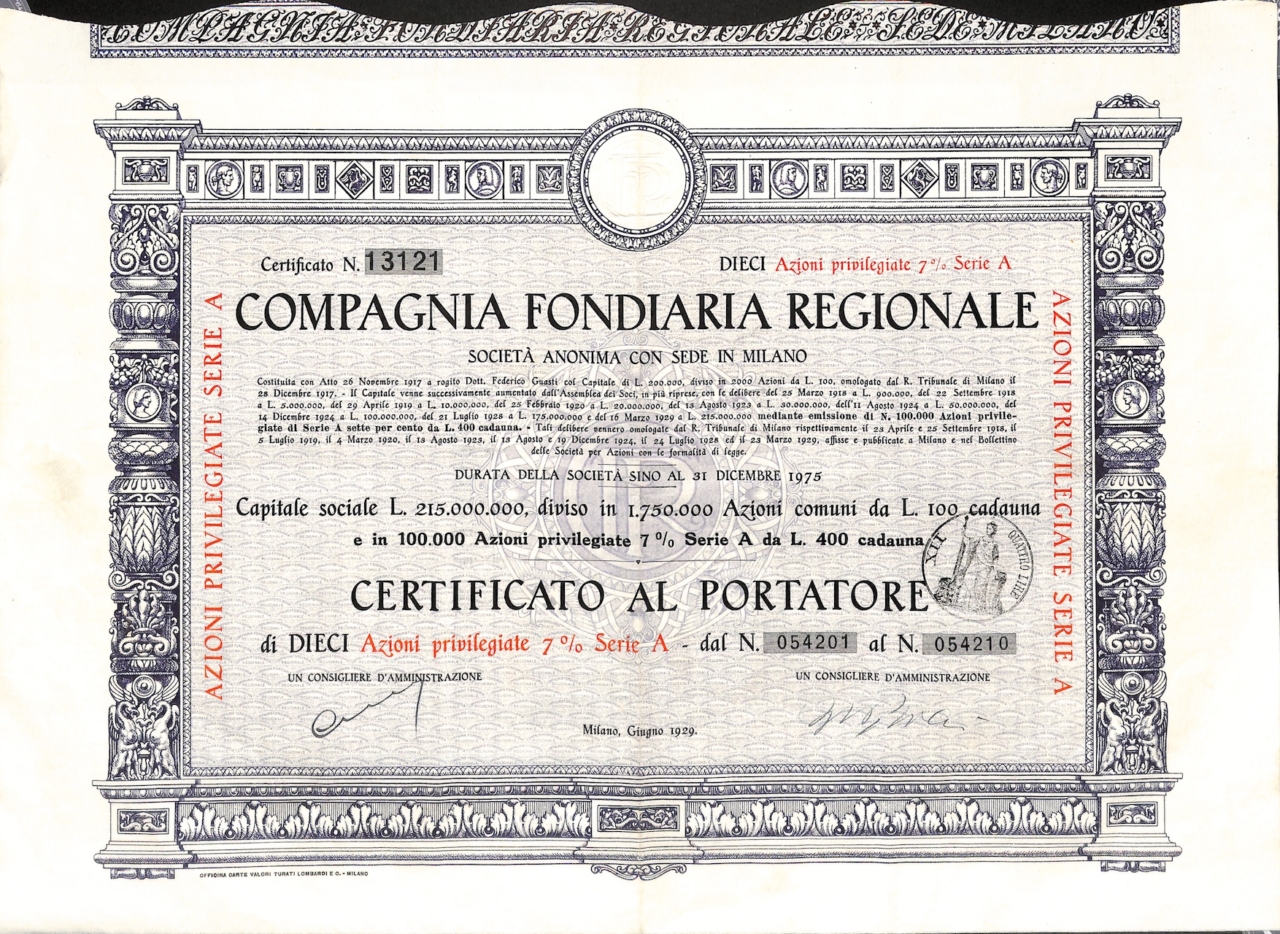 COMPAGNIA FONDIARIA REGIONALE SEDE MILANO
Certificato N. 13121
DIECI Azioni privilegiate 7% Serie A
COMPAGNIA FONDIARIA REGIONALE
SOCIETÀ ANONIMA CON SEDE IN MILANO
Costituita con Atto 26 Novembre 1917 a rogito Dott. Federico Guasti col Capitale di L. 200.000, diviso in 2000 Azioni da L. 100, omologato dal R. Tribunale di Milano il
28 Dicembre 1917. - Il Capitale venne successivamente aumentato dall'Assemblea dei Soci, in più riprese, con le delibere del 25 Marzo 1918 a L. 900.000, del 22 Settembre 1918
a L. 5.000.000, del 29 Aprile 1919 a L. 10.000.000, del 25 Febbraio 1920 a L. 20.000.000, del 13 Agosto 1923 a L. 30.000.000, dell'11 Agosto 1924 a L. 50.000.000, del
14 Dicembre 1924 a L. 100.000.000, del 21 Luglio 1928 a L. 175.000.000 e del 16 Marzo 1929 a L. 215.000.000 mediante emissione di N. 100.000 Azioni privile-
giate di Serie A sette per cento da L. 400 cadauna. - Tali delibere vennero omologate dal R. Tribunale di Milano rispettivamente il 23 Aprile e 25 Settembre 1918, il
5 Luglio 1919, il 4 Marzo 1920, il 18 Agosto 1923, il 13 Agosto e 19 Dicembre 1924, il 24 Luglio 1928 ed il 23 Marzo 1929, affisse e pubblicate a Milano e nel Bollettino
delle Società per Azioni con le formalità di legge.
DURATA DELLA SOCIETÀ SINO AL 31 DICEMBRE 1975
Capitale sociale L. 215.000.000, diviso in 1.750.000 Azioni comuni da L. 100 cadauna
e in 100.000 Azioni privilegiate 7% Serie A da L. 400 cadauna
XII QUATTRO LIRE
CERTIFICATO AL PORTATORE
di DIECI Azioni privilegiate 7% Serie A - dal N. 054201 al N. 054210
UN CONSIGLIERE D'AMMINISTRAZIONE
UN CONSIGLIERE D'AMMINISTRAZIONE
Milano, Giugno 1929.
AZIONI PRIVILEGIATE SERIE A
AZIONI PRIVILEGIATE SERIE A
OFFICINA CARTE VALORI TURATI LOMBARDI E C. - MILANO